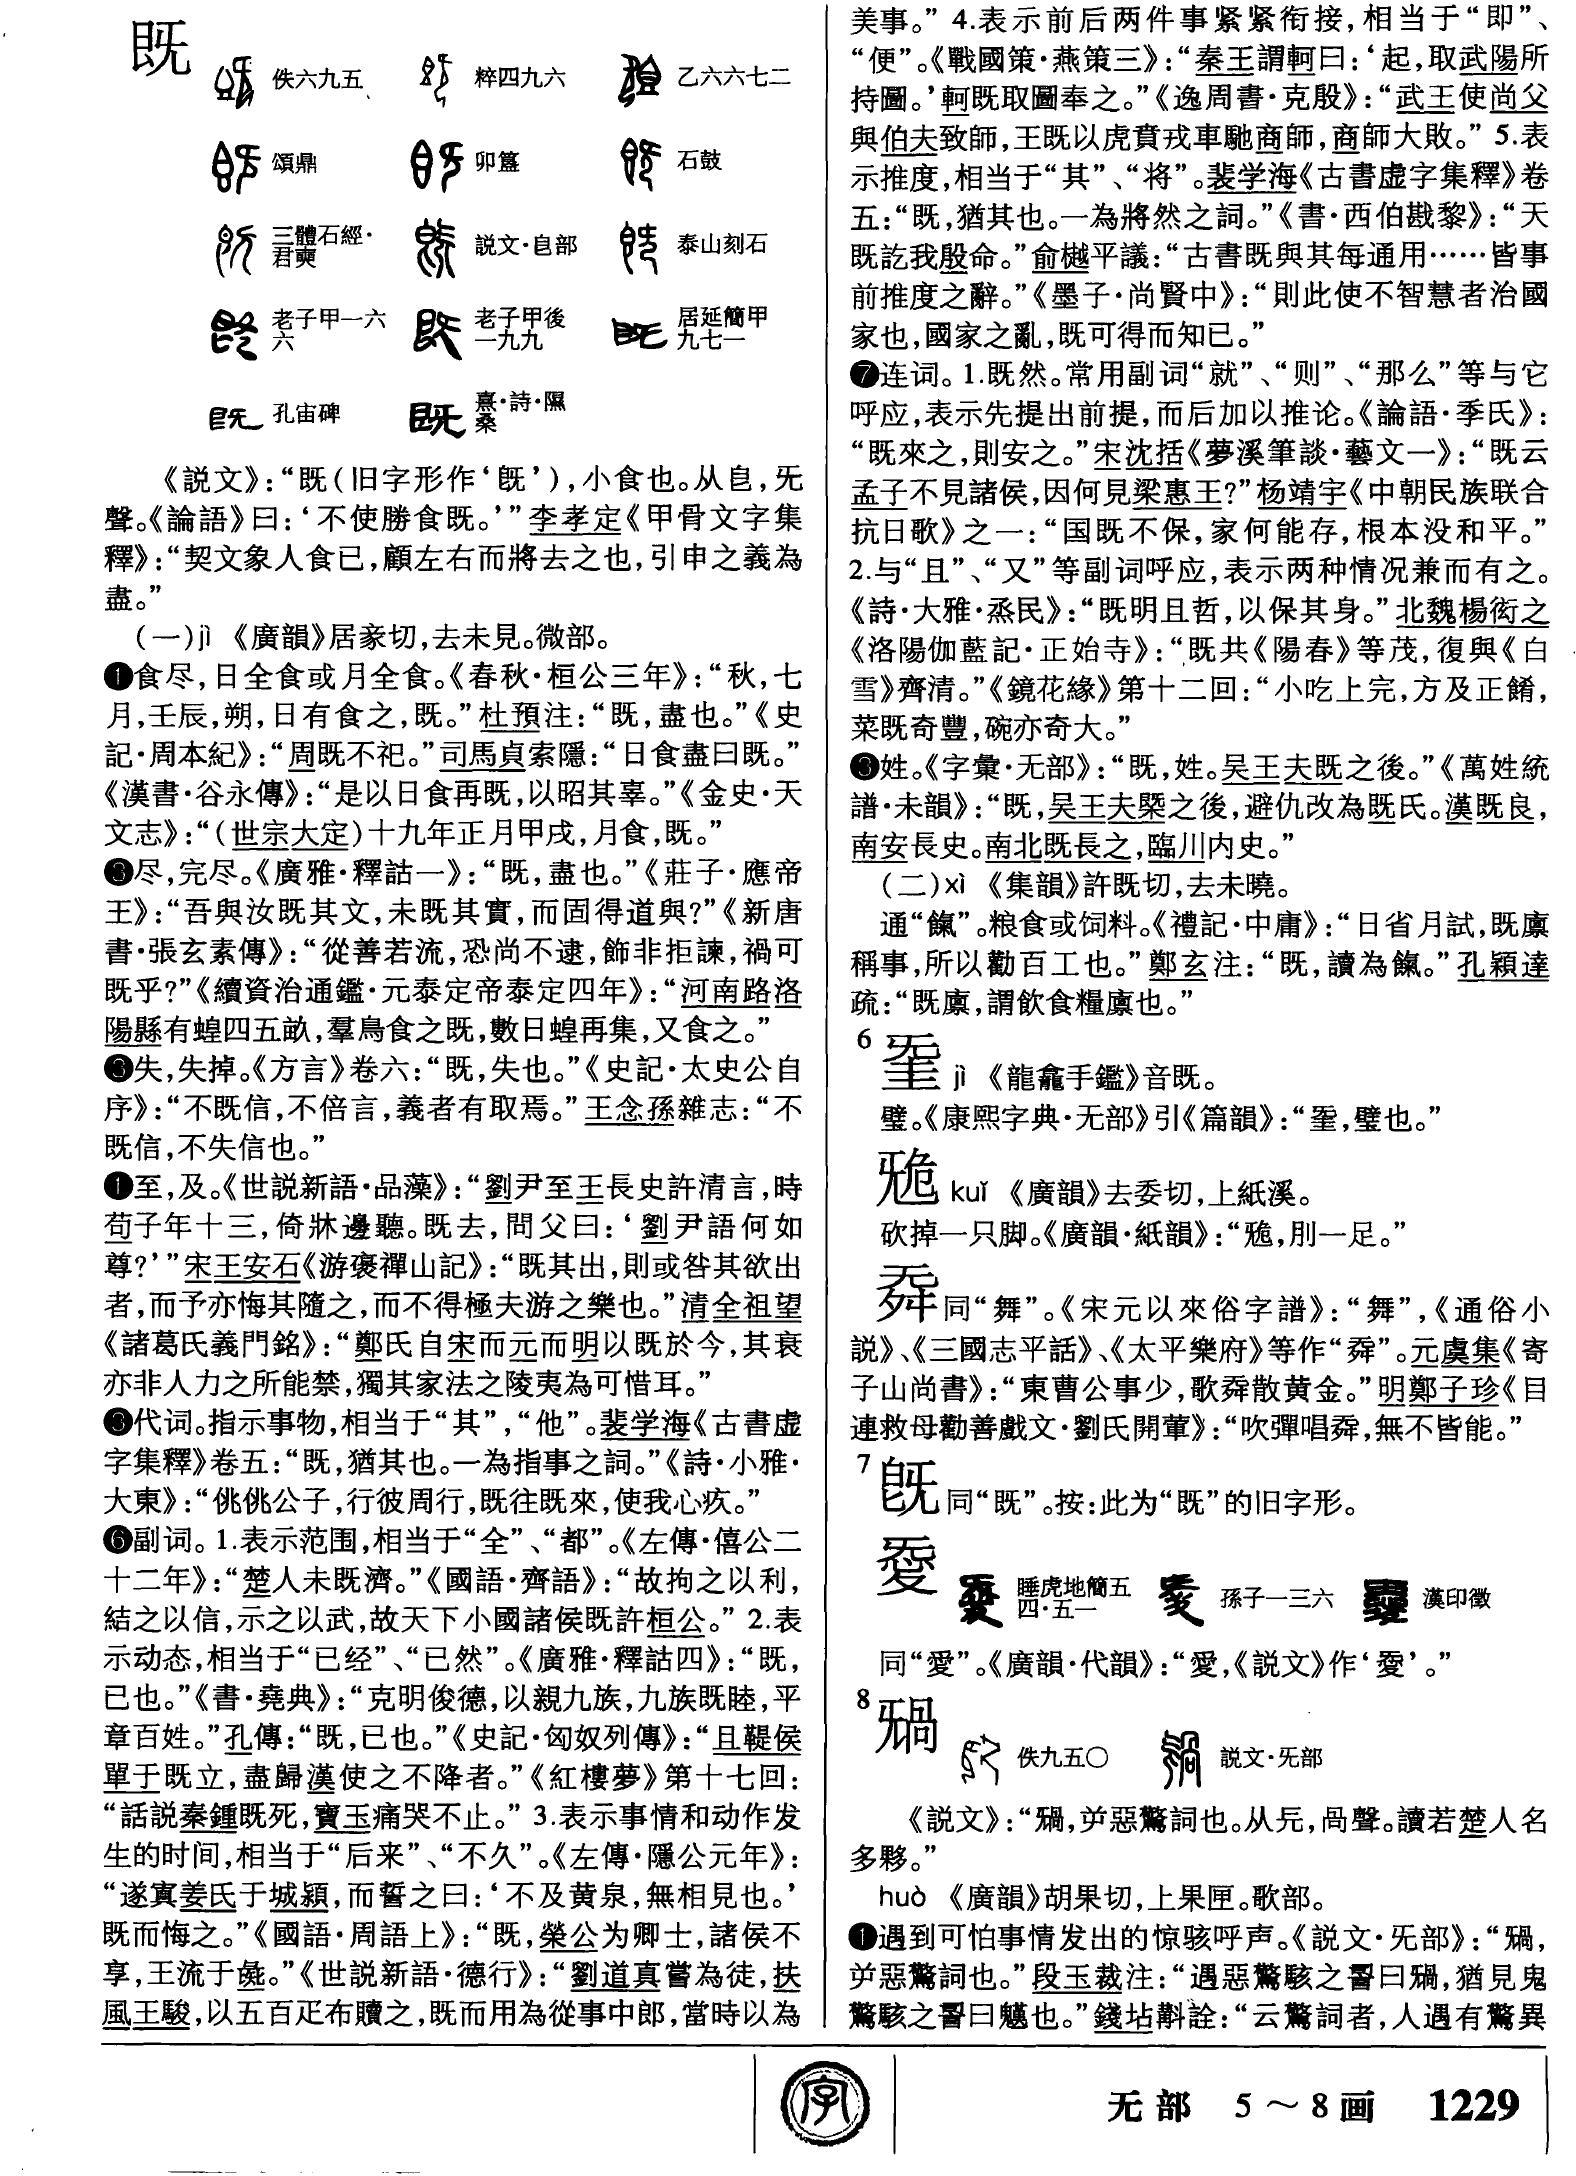 既
佚六九五
粹四九六
乙六六七二
頌鼎
卯簋
石鼓
三體石經·
君奭
説文·皀部
泰山刻石
老子甲一六
六
老子甲後
一九九
居延簡甲
九七一
孔宙碑
熹·詩·隰
桑
《説文》:“既(旧字形作‘旣’),小食也。从皀,旡
聲。《論語》曰:‘不使勝食既。’”李孝定《甲骨文字集
釋》:“契文象人食已,顧左右而將去之也,引申之義為
盡。”
(一)jì 《廣韻》居豙切,去未見。微部。
❶食尽,日全食或月全食。《春秋·桓公三年》:“秋,七
月,壬辰,朔,日有食之,既。”杜預注:“既,盡也。”《史
記·周本紀》:“周既不祀。”司馬貞索隱:“日食盡曰既。”
《漢書·谷永傳》:“是以日食再既,以昭其辜。”《金史·天
文志》:“(世宗大定)十九年正月甲戌,月食,既。”
❷尽,完尽。《廣雅·釋詁一》:“既,盡也。”《莊子·應帝
王》:“吾與汝既其文,未既其實,而固得道與?”《新唐
書·張玄素傳》:“從善若流,恐尚不逮,飾非拒諫,禍可
既乎?”《續資治通鑑·元泰定帝泰定四年》:“河南路洛
陽縣有蝗四五畝,羣鳥食之既,數日蝗再集,又食之。”
❸失,失掉。《方言》卷六:“既,失也。”《史記·太史公自
序》:“不既信,不倍言,義者有取焉。”王念孫雜志:“不
既信,不失信也。”
❹至,及。《世説新語·品藻》:“劉尹至王長史許清言,時
苟子年十三,倚牀邊聽。既去,問父曰:‘劉尹語何如
尊?’”宋王安石《游褒禪山記》:“既其出,則或咎其欲出
者,而予亦悔其隨之,而不得極夫游之樂也。”清全祖望
《諸葛氏義門銘》:“鄭氏自宋而元而明以既於今,其衰
亦非人力之所能禁,獨其家法之陵夷為可惜耳。”
❺代词。指示事物,相当于“其”,“他”。裴学海《古書虚
字集釋》卷五:“既,猶其也。一為指事之詞。”《詩·小雅·
大東》:“佻佻公子,行彼周行,既往既來,使我心疚。”
❻副词。1.表示范围,相当于“全”、“都”。《左傳·僖公二
十二年》:“楚人未既濟。”《國語·齊語》:“故拘之以利,
結之以信,示之以武,故天下小國諸侯既許桓公。”2.表
示动态,相当于“已经”、“已然”。《廣雅·釋詁四》:“既,
已也。”《書·堯典》:“克明俊德,以親九族,九族既睦,平
章百姓。”孔傳:“既,已也。”《史記·匈奴列傳》:“且鞮侯
單于既立,盡歸漢使之不降者。”《紅樓夢》第十七回:
“話説秦鍾既死,寶玉痛哭不止。”3.表示事情和动作发
生的时间,相当于“后来”、“不久”。《左傳·隱公元年》:
“遂寘姜氏于城潁,而誓之曰:‘不及黄泉,無相見也。’
既而悔之。”《國語·周語上》:“既,榮公为卿士,諸侯不
享,王流于彘。”《世説新語·德行》:“劉道真嘗為徒,扶
風王駿,以五百疋布贖之,既而用為從事中郎,當時以為
美事。”4.表示前后两件事紧紧衔接,相当于“即”、
“便”。《戰國策·燕策三》:“秦王謂軻曰:‘起,取武陽所
持圖。’軻既取圖奉之。”《逸周書·克殷》:“武王使尚父
與伯夫致師,王既以虎賁戎車馳商師,商師大敗。”5.表
示推度,相当于“其”、“将”。裴学海《古書虚字集釋》卷
五:“既,猶其也。一為將然之詞。”《書·西伯戡黎》:“天
既訖我殷命。”俞樾平議:“古書既與其每通用……皆事
前推度之辭。”《墨子·尚賢中》:“則此使不智慧者治國
家也,國家之亂,既可得而知已。”
❼连词。1.既然。常用副词“就”、“则”、“那么”等与它
呼应,表示先提出前提,而后加以推论。《論語·季氏》:
“既來之,則安之。”宋沈括《夢溪筆談·藝文一》:“既云
孟子不見諸侯,因何見梁惠王?”杨靖宇《中朝民族联合
抗日歌》之一:“国既不保,家何能存,根本没和平。”
2.与“且”、“又”等副词呼应,表示两种情况兼而有之。
《詩·大雅·烝民》:“既明且哲,以保其身。”北魏楊衒之
《洛陽伽藍記·正始寺》:“既共《陽春》等茂,復與《白
雪》齊清。”《鏡花緣》第十二回:“小吃上完,方及正餚,
菜既奇豐,碗亦奇大。”
❽姓。《字彙·无部》:“既,姓。吴王夫既之後。”《萬姓統
譜·未韻》:“既,吴王夫槩之後,避仇改為既氏。漢既良,
南安長史。南北既長之,臨川内史。”
(二)xì 《集韻》許既切,去未曉。
通“餼”。粮食或饲料。《禮記·中庸》:“日省月試,既廪
稱事,所以勸百工也。”鄭玄注:“既,讀為餼。”孔穎達
疏:“既廪,謂飲食糧廪也。”
6
jì 《龍龕手鑑》音既。
璧。《康熙字典·无部》引《篇韻》:“,璧也。”
kuǐ 《廣韻》去委切,上紙溪。
砍掉一只脚。《廣韻·紙韻》:“,刖一足。”
同“舞”。《宋元以來俗字譜》:“舞”,《通俗小
説》、《三國志平話》、《太平樂府》等作“”。元虞集《寄
子山尚書》:“東曹公事少,歌散黄金。”明鄭子珍《目
連救母勸善戲文·劉氏開葷》:“吹彈唱,無不皆能。”
7
旣同“既”。按:此为“既”的旧字形。
㤅
睡虎地簡五
四·五一
孫子一三六
漢印徵
同“愛”。《廣韻·代韻》:“愛,《説文》作‘’。”
8
𣄸
佚九五〇
説文·旡部
《説文》:“𣄸,屰惡驚詞也。从旡,咼聲。讀若楚人名
多夥。”
huò 《廣韻》胡果切,上果匣。歌部。
❶遇到可怕事情发出的惊骇呼声。《説文·旡部》:“𣄸,
屰惡驚詞也。”段玉裁注:“遇惡驚駭之䛐曰𣄸,猶見鬼
驚駭之䛐曰魕也。”錢坫斠詮:“云驚詞者,人遇有驚異
字
无部 5～8画 1229